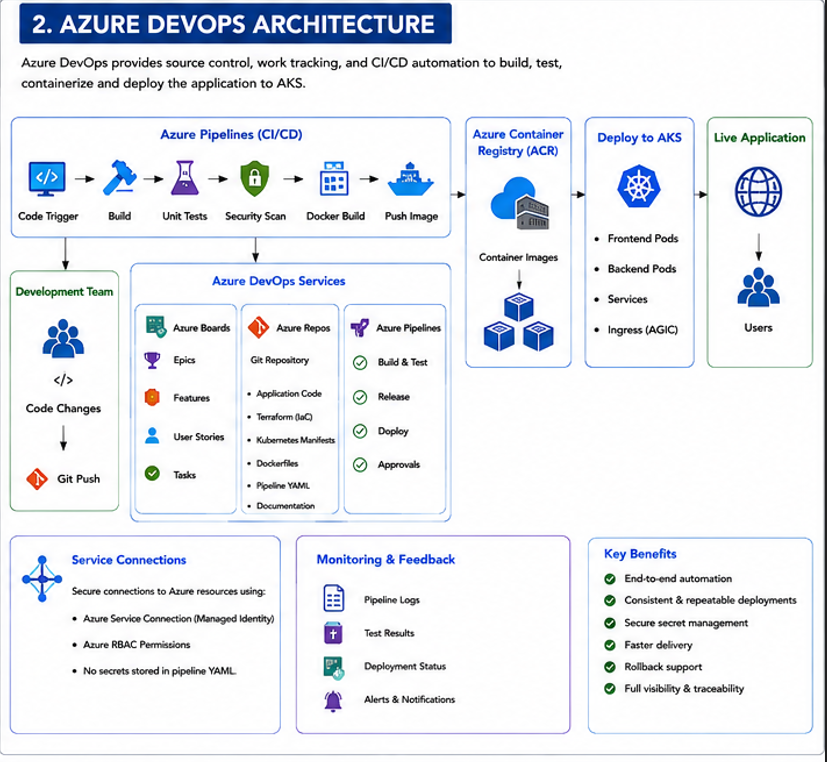 2. AZURE DEVOPS ARCHITECTURE
Azure DevOps provides source control, work tracking, and CI/CD automation to build, test,
containerize and deploy the application to AKS.
Azure Pipelines (CI/CD)
Code Trigger
Build
Unit Tests
Security Scan
Docker Build
Push Image
Azure Container
Registry (ACR)
Container Images
Deploy to AKS
• Frontend Pods
• Backend Pods
• Services
• Ingress (AGIC)
Live Application
Users
Development Team
</>
Code Changes
Git Push
Azure DevOps Services
Azure Boards
Epics
Features
User Stories
Tasks
Azure Repos
Git Repository
• Application Code
• Terraform (IaC)
• Kubernetes Manifests
• Dockerfiles
• Pipeline YAML
• Documentation
Azure Pipelines
Build & Test
Release
Deploy
Approvals
Service Connections
Secure connections to Azure resources using:
• Azure Service Connection (Managed Identity)
• Azure RBAC Permissions
• No secrets stored in pipeline YAML.
Monitoring & Feedback
Pipeline Logs
Test Results
Deployment Status
Alerts & Notifications
Key Benefits
End-to-end automation
Consistent & repeatable deployments
Secure secret management
Faster delivery
Rollback support
Full visibility & traceability